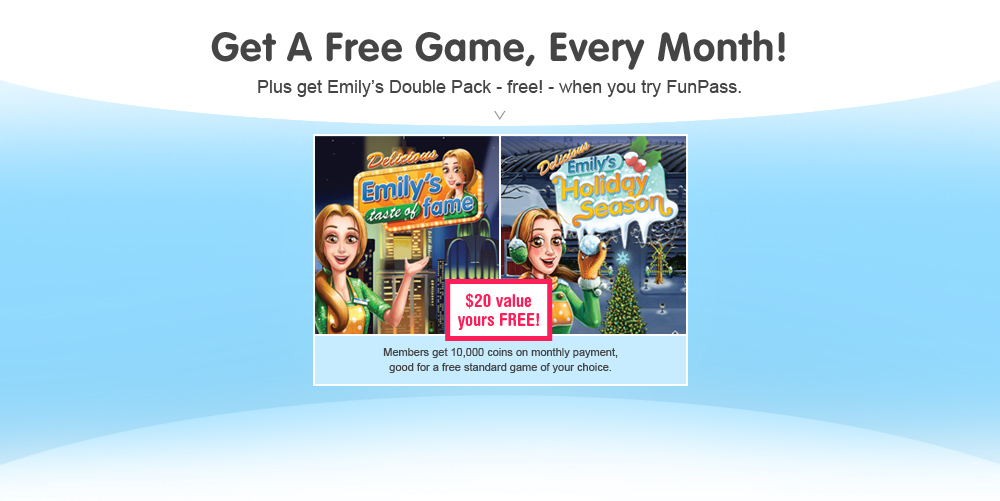 Get A Free Game, Every Month!
Plus get Emily’s Double Pack - free! - when you try FunPass.
Delicious
Emily's
taste of fame
Delicious
Emily's
Holiday
Season
$20 value
yours FREE!
Members get 10,000 coins on monthly payment,
good for a free standard game of your choice.